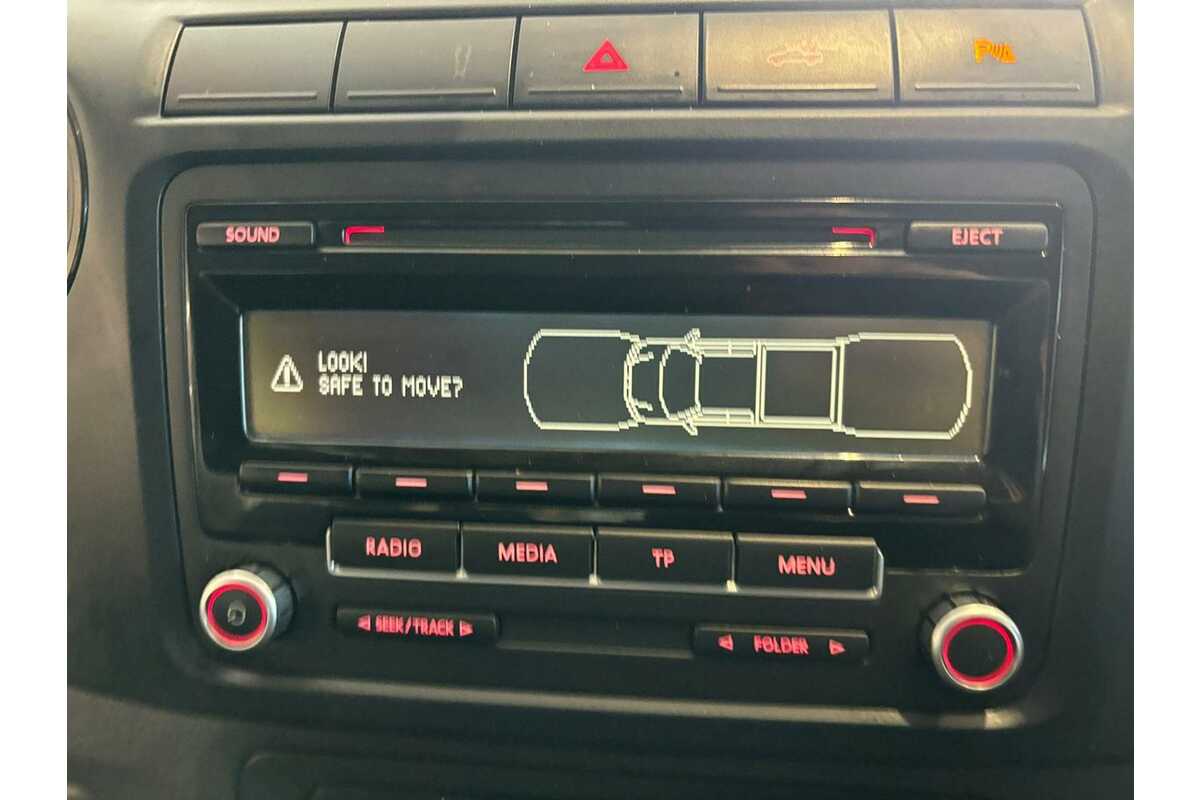 P
SOUND
EJECT
LOOK!
SAFE TO MOVE?
RADIO
MEDIA
TP
MENU
SEEK/TRACK
FOLDER